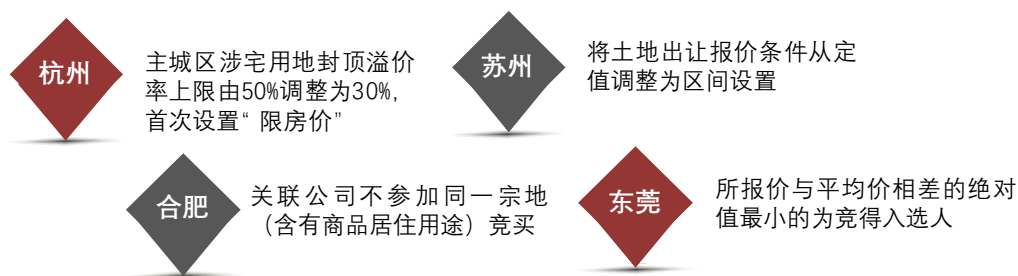 杭州
主城区涉宅用地封顶溢价
率上限由50%调整为30%,
首次设置“ 限房价”
苏州
将土地出让报价条件从定
值调整为区间设置
合肥
关联公司不参加同一宗地
（含有商品居住用途）竞买
东莞
所报价与平均价相差的绝对
值最小的为竞得入选人